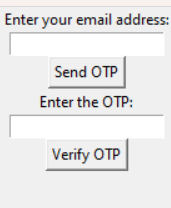 Enter your email address:
Send OTP
Enter the OTP:
Verify OTP